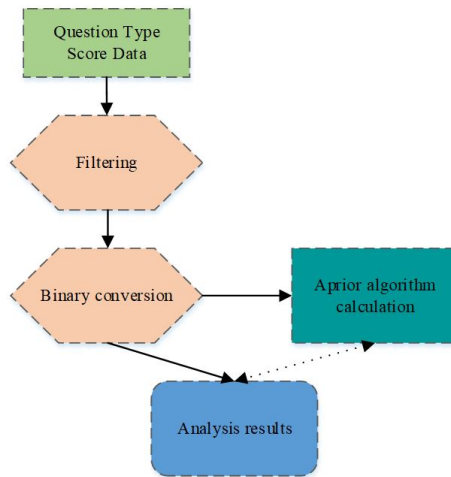 Question Type
Score Data
Filtering
Binary conversion
Aprior algorithm
calculation
Analysis results